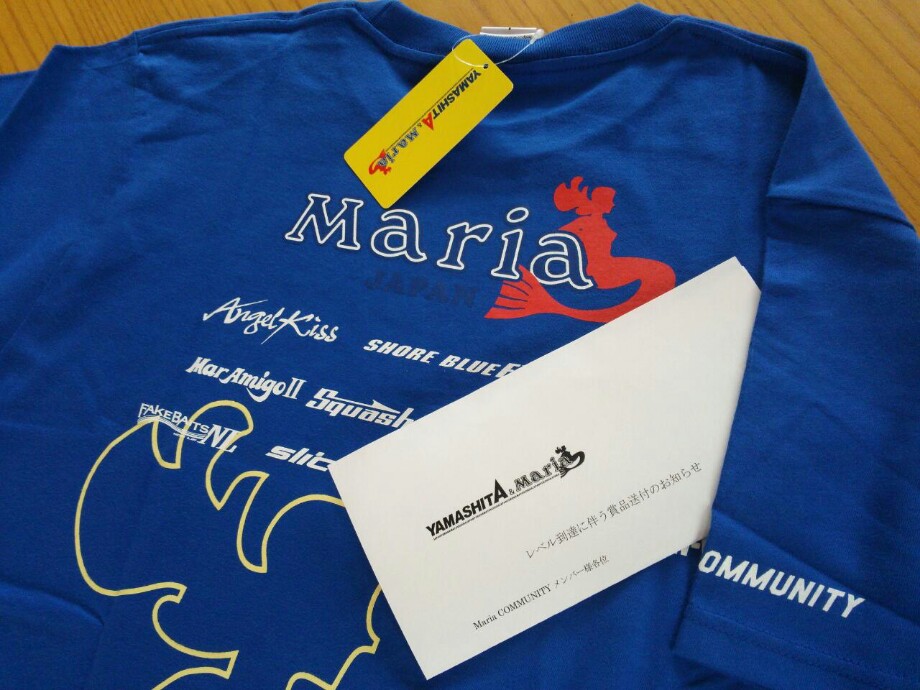 YAMASHITA & Maria
Maria
JAPAN
Angel Kiss
SHORE BLUE E
Mar Amigo II
Squash
FAKE BAITS NL
slic
YAMASHITA & Maria
レベル到達に伴う賞品送付のお知らせ
Maria COMMUNITY メンバー様各位
COMMUNITY